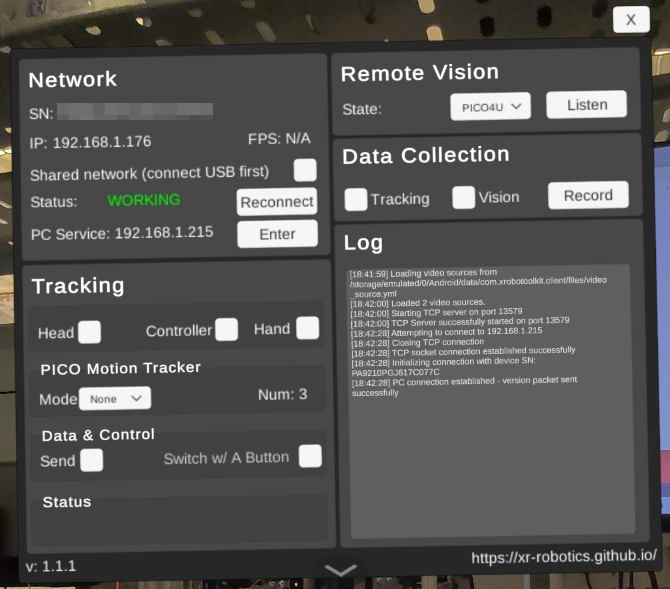 X
Network
SN:
IP: 192.168.1.176
FPS: N/A
Shared network (connect USB first)
Status: WORKING
Reconnect
PC Service: 192.168.1.215
Enter
Tracking
Head
Controller
Hand
PICO Motion Tracker
Mode None
Num: 3
Data & Control
Send
Switch w/ A Button
Status
v: 1.1.1
Remote Vision
State:
PICO4U
Listen
Data Collection
Tracking
Vision
Record
Log
[18:41:59] Loading video sources from
/storage/emulated/0/Android/data/com.xrobotoolkit.client/files/video
_source.yml
[18:42:00] Loaded 2 video sources.
[18:42:00] Starting TCP server on port 13579
[18:42:00] TCP Server successfully started on port 13579
[18:42:28] Attempting to connect to 192.168.1.215
[18:42:28] Closing TCP connection
[18:42:28] TCP socket connection established successfully
[18:42:28] Initializing connection with device SN:
PA9210PGJ617C077C
[18:42:28] PC connection established - version packet sent
successfully
https://xr-robotics.github.io/